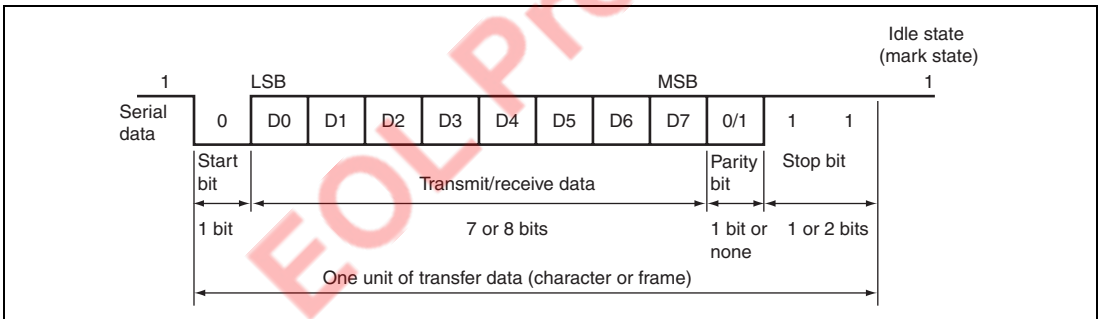 Idle state
(mark state)
1 LSB MSB 1
Serial
data
0 D0 D1 D2 D3 D4 D5 D6 D7 0/1 1 1
Start
bit
Transmit/receive data
Parity
bit
Stop bit
1 bit
7 or 8 bits
1 bit or
none
1 or 2 bits
One unit of transfer data (character or frame)
EOL Pro